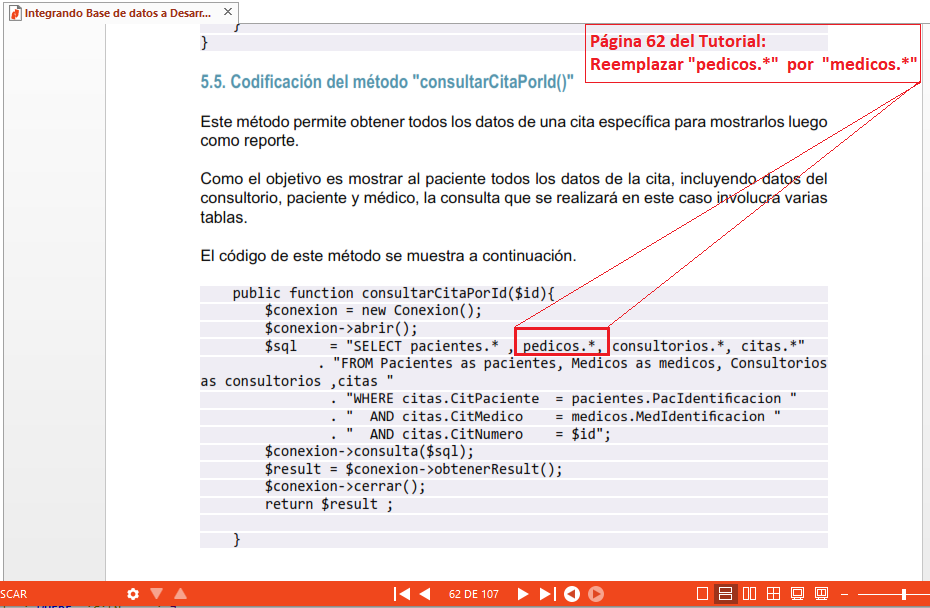 Integrando Base de datos a Desarr...
}
}
Página 62 del Tutorial:
Reemplazar "pedicos.*" por "medicos.*"
5.5. Codificación del método "consultarCitaPorId()"
Este método permite obtener todos los datos de una cita específica para mostrarlos luego
como reporte.
Como el objetivo es mostrar al paciente todos los datos de la cita, incluyendo datos del
consultorio, paciente y médico, la consulta que se realizará en este caso involucra varias
tablas.
El código de este método se muestra a continuación.
public function consultarCitaPorId($id){
$conexion = new Conexion();
$conexion->abrir();
$sql = "SELECT pacientes.* , pedicos.*, consultorios.*, citas.*"
. "FROM Pacientes as pacientes, Medicos as medicos, Consultorios
as consultorios ,citas "
. "WHERE citas.CitPaciente = pacientes.PacIdentificacion "
. " AND citas.CitMedico = medicos.MedIdentificacion "
. " AND citas.CitNumero = $id";
$conexion->consulta($sql);
$result = $conexion->obtenerResult();
$conexion->cerrar();
return $result ;
}
SCAR
62 DE 107